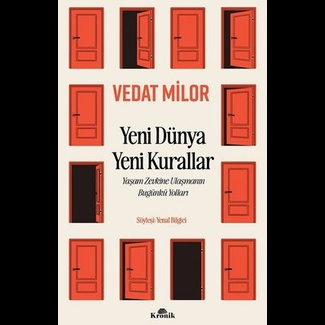 VEDAT MİLOR
Yeni Dünya
Yeni Kurallar
Yaşam Zevkine Ulaşmanın
Bugünkü Yolları
Söyleşi: Yenal Bilgici
Kronik